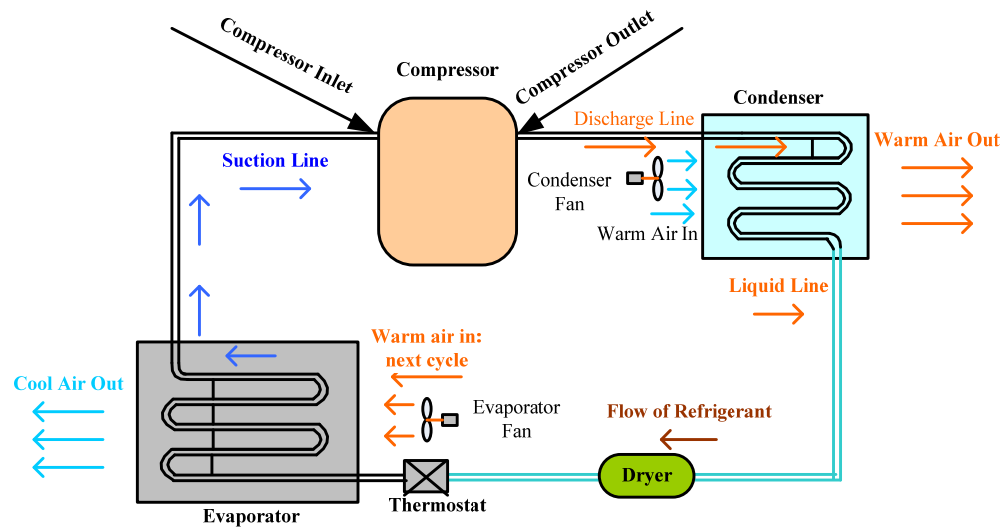 Compressor Inlet
Compressor
Compressor Outlet
Condenser
Discharge Line
Warm Air Out
Suction Line
Condenser
Fan
Warm Air In
Liquid Line
Warm air in:
next cycle
Cool Air Out
Evaporator
Fan
Flow of Refrigerant
Dryer
Thermostat
Evaporator